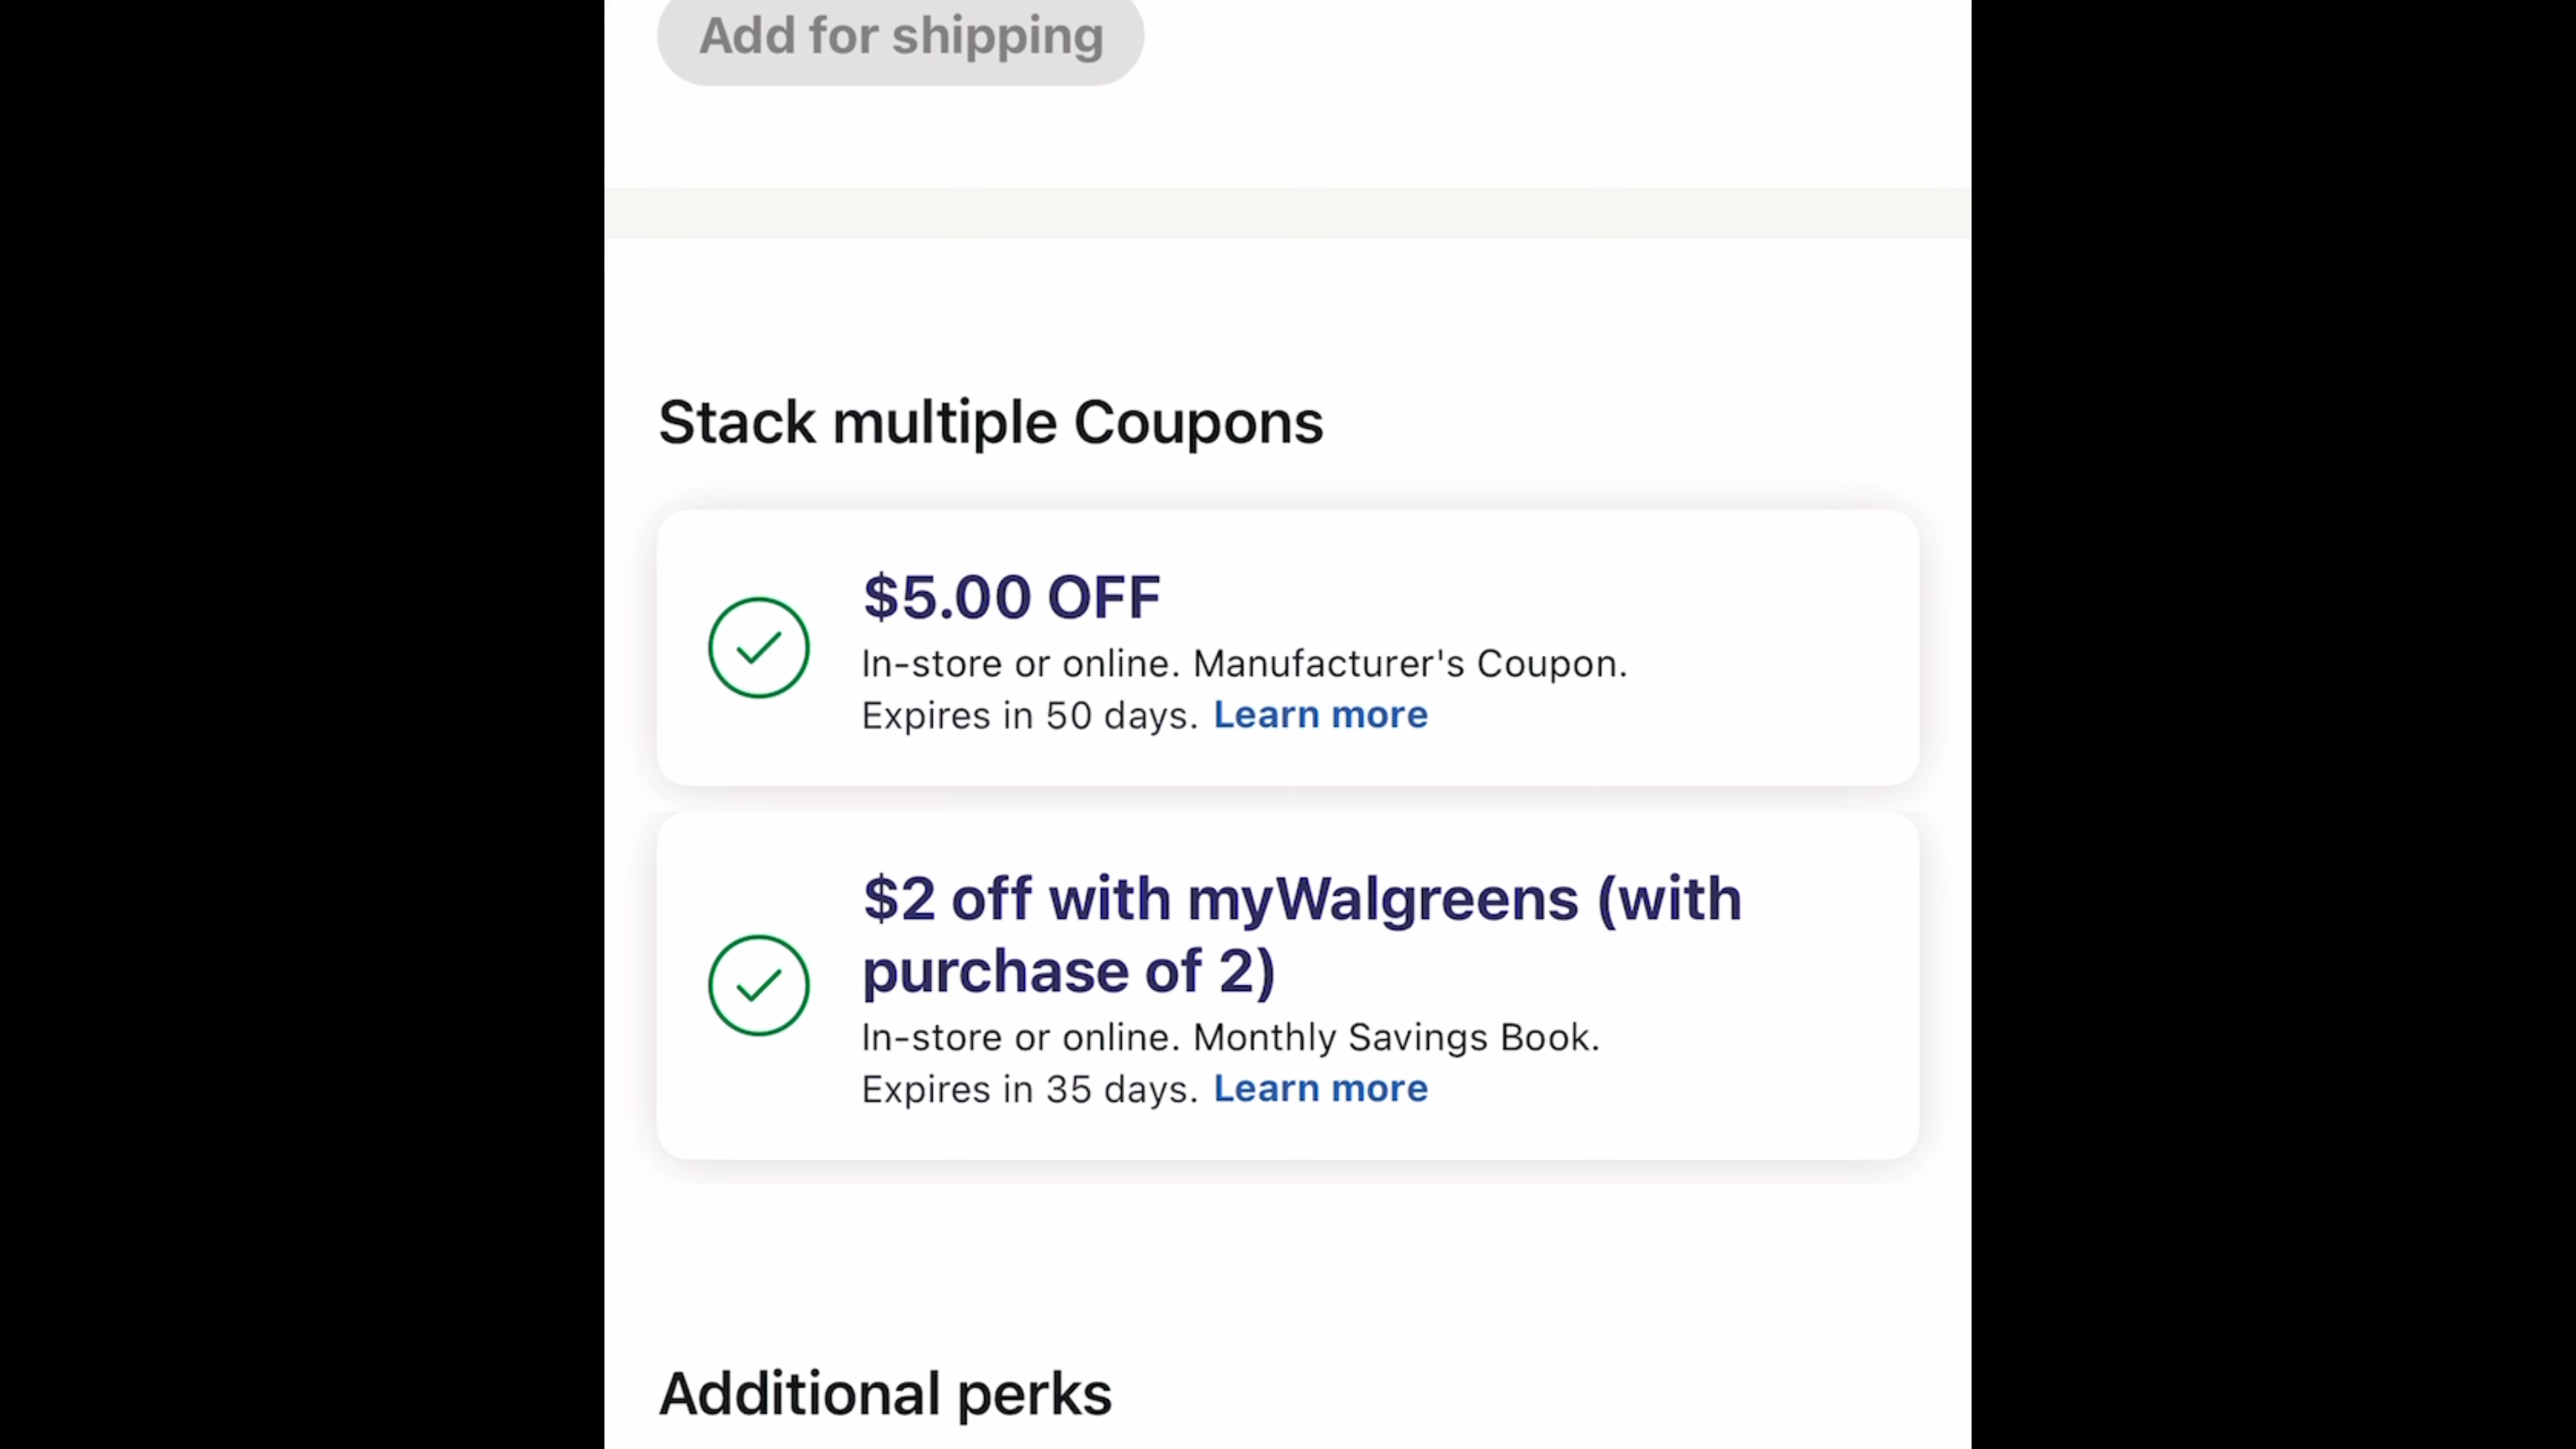 Add for shipping
Stack multiple Coupons
$5.00 OFF
In-store or online. Manufacturer's Coupon.
Expires in 50 days. Learn more
$2 off with myWalgreens (with
purchase of 2)
In-store or online. Monthly Savings Book.
Expires in 35 days. Learn more
Additional perks